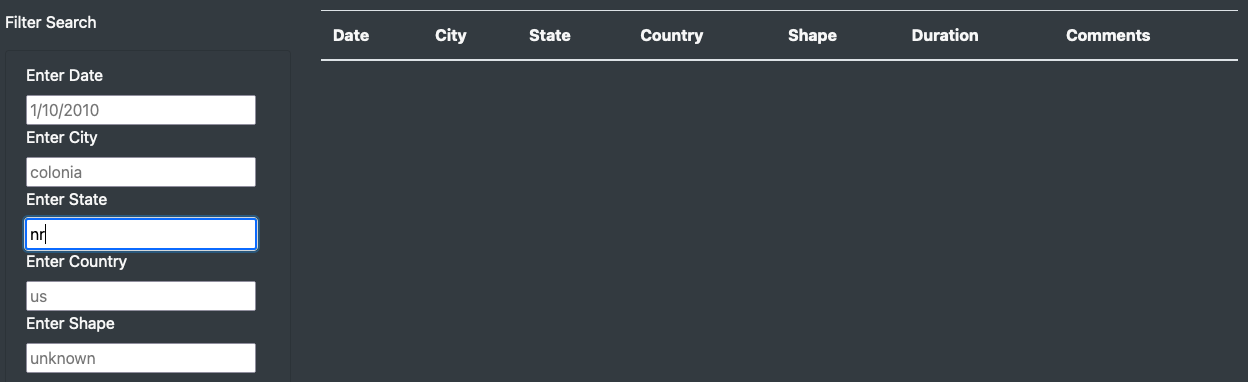 Filter Search
Date City State Country Shape Duration Comments
Enter Date
1/10/2010
Enter City
colonia
Enter State
nr
Enter Country
us
Enter Shape
unknown